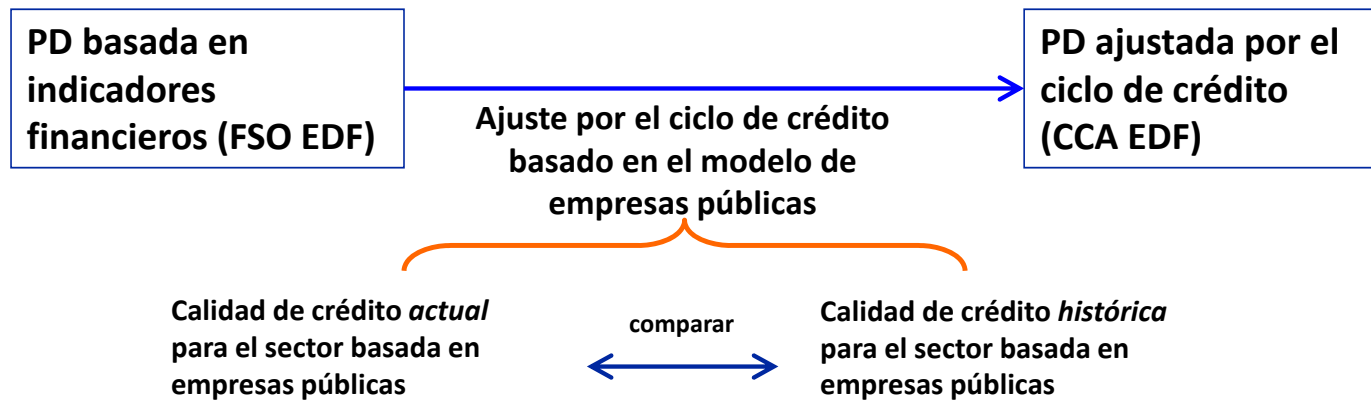 PD basada en
indicadores
financieros (FSO EDF)
PD ajustada por el
ciclo de crédito
(CCA EDF)
Ajuste por el ciclo de crédito
basado en el modelo de
empresas públicas
Calidad de crédito actual
para el sector basada en
empresas públicas
comparar
Calidad de crédito histórica
para el sector basada en
empresas públicas